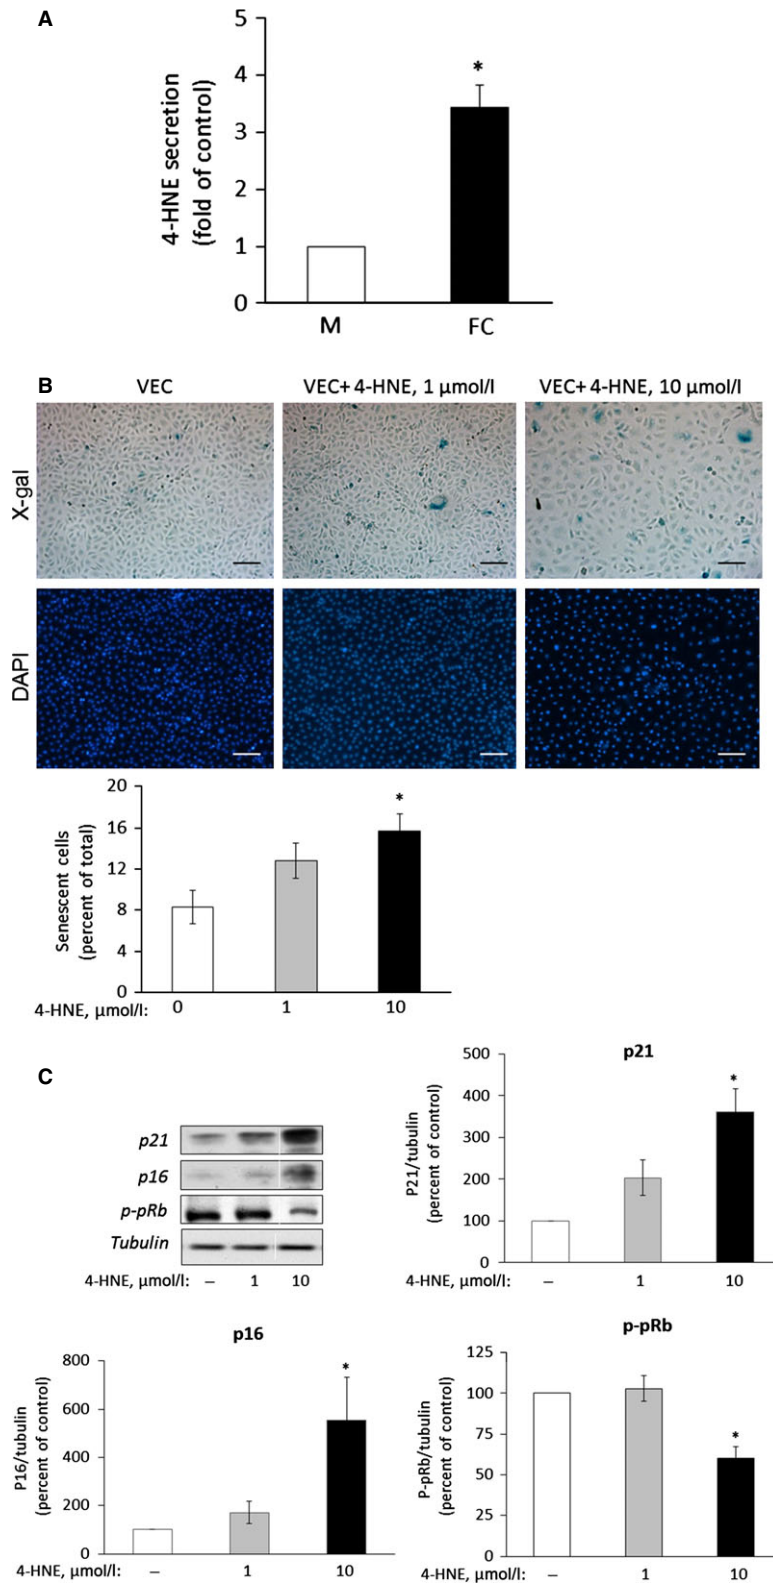 A
5
4
3
2
1
0
4-HNE secretion
(fold of control)
*
M FC
B
VEC VEC+ 4-HNE, 1 μmol/l VEC+ 4-HNE, 10 μmol/l
X-gal
DAPI
20
16
12
8
4
0
Senescent cells
(percent of total)
*
4-HNE, μmol/l: 0 1 10
C
p21
p16
p-pRb
Tubulin
4-HNE, μmol/l: – 1 10
p21
500
400
300
200
100
0
P21/tubulin
(percent of control)
*
4-HNE, μmol/l: – 1 10
p16
800
600
400
200
0
P16/tubulin
(percent of control)
*
4-HNE, μmol/l: – 1 10
p-pRb
125
100
75
50
25
0
P-pRb/tubulin
(percent of control)
*
4-HNE, μmol/l: – 1 10